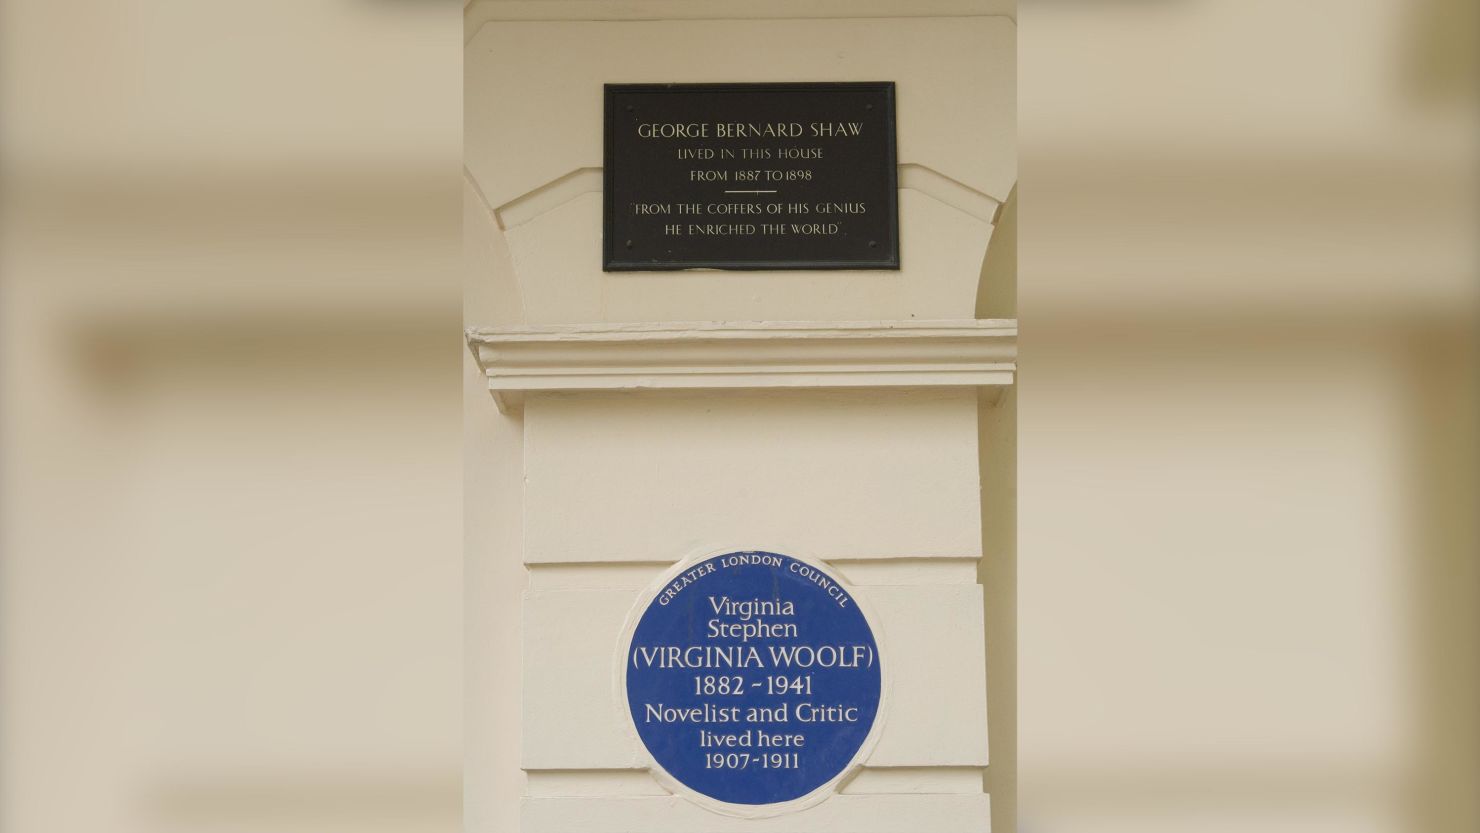 GEORGE BERNARD SHAW
LIVED IN THIS HOUSE
FROM 1887 TO 1898
"FROM THE COFFERS OF HIS GENIUS
HE ENRICHED THE WORLD"
GREATER LONDON COUNCIL
Virginia
Stephen
(VIRGINIA WOOLF)
1882 - 1941
Novelist and Critic
lived here
1907-1911